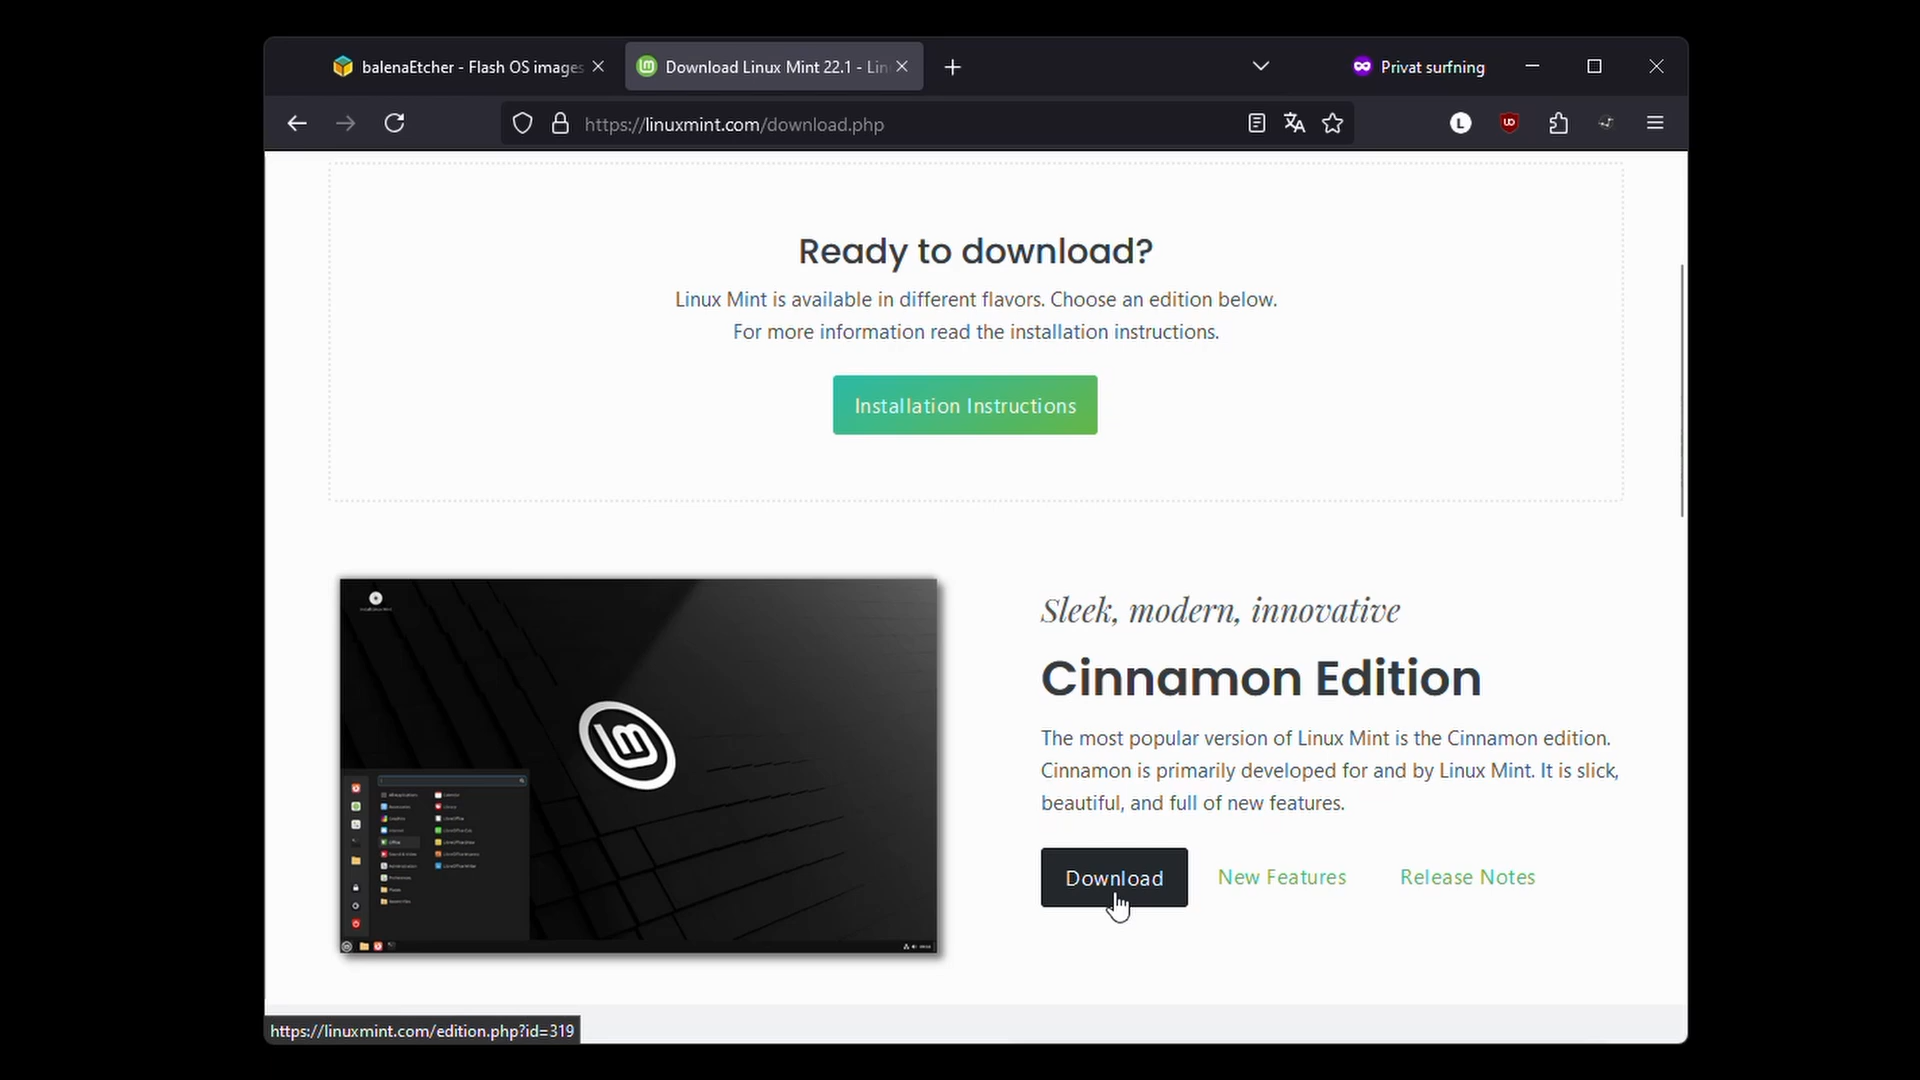 balenaEtcher - Flash OS images
Download Linux Mint 22.1 - Lin
Privat surfning
https://linuxmint.com/download.php
L
Ready to download?
Linux Mint is available in different flavors. Choose an edition below.
For more information read the installation instructions.
Installation Instructions
Sleek, modern, innovative
Cinnamon Edition
The most popular version of Linux Mint is the Cinnamon edition.
Cinnamon is primarily developed for and by Linux Mint. It is slick,
beautiful, and full of new features.
Download
New Features
Release Notes
https://linuxmint.com/edition.php?id=319